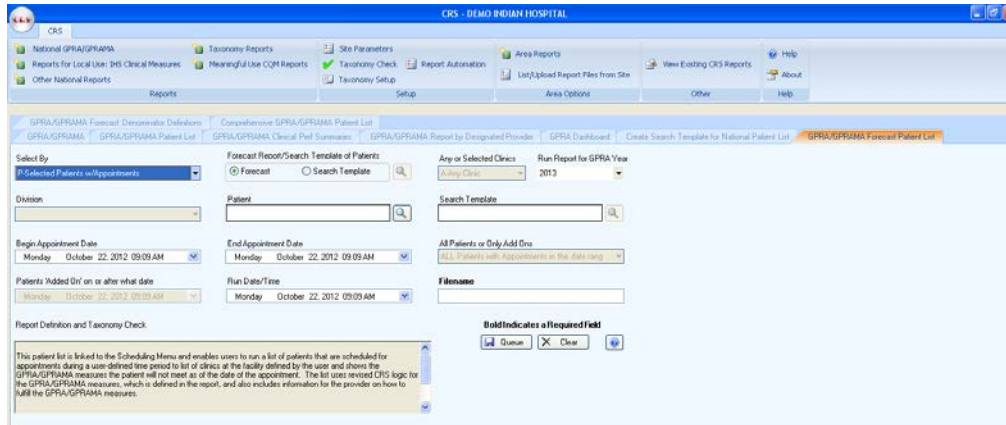 CRS - DEMO INDIAN HOSPITAL
CRS
National GPRA/GPRAMA
Taxonomy Reports
Site Parameters
Area Reports
Help
Reports for Local Use: IHS Clinical Measures
Meaningful Use CQM Reports
Taxonomy Check
Report Automation
View Existing CRS Reports
Other National Reports
Taxonomy Setup
List/Upload Report Files from Site
About
Reports
Setup
Area Options
Other
Help
GPRA/GPRAMA Forecast Denominator Definitions
Comprehensive GPRA/GPRAMA Patient List
GPRA/GPRAMA
GPRA/GPRAMA Patient List
GPRA/GPRAMA Clinical Perf Summaries
GPRA/GPRAMA Report by Designated Provider
GPRA Dashboard
Create Search Template for National Patient List
GPRA/GPRAMA Forecast Patient List
Select By
Forecast Report/Search Template of Patients
Any or Selected Clinics
Run Report for GPRA Year
P-Selected Patients w/Appointments
Forecast
Search Template
A-Any Clinic
2013
Division
Patient
Search Template
Begin Appointment Date
End Appointment Date
All Patients or Only Add Ons
Monday October 22, 2012 09:09 AM
Monday October 22, 2012 09:09 AM
ALL Patients with Appointments in the date rang
Patients 'Added On' on or after what date
Run Date/Time
Filename
Monday October 22, 2012 09:09 AM
Monday October 22, 2012 09:09 AM
Report Definition and Taxonomy Check
Bold Indicates a Required Field
Queue
Clear
This patient list is linked to the Scheduling Menu and enables users to run a list of patients that are scheduled for
appointments during a user-defined time period to list of clinics at the facility defined by the user and shows the
GPRA/GPRAMA measures the patient will not meet as of the date of the appointment. The list uses revised CRS logic for
the GPRA/GPRAMA measures, which is defined in the report, and also includes information for the provider on how to
fulfill the GPRA/GPRAMA measures.